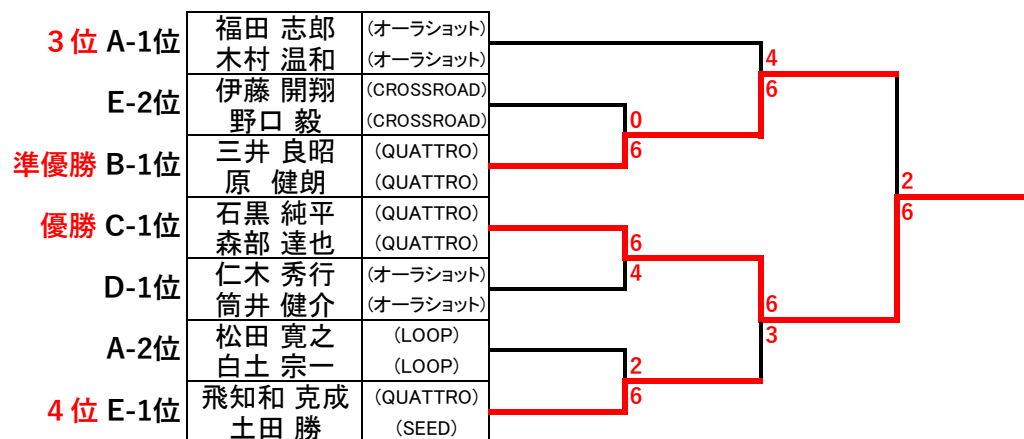 3位 A-1位 福田 志郎 (オーラショット)
木村 温和 (オーラショット)
4
6
E-2位 伊藤 開翔 (CROSSROAD)
野口 毅 (CROSSROAD)
0
6
準優勝 B-1位 三井 良昭 (QUATTRO)
原 健朗 (QUATTRO)
2
6
優勝 C-1位 石黒 純平 (QUATTRO)
森部 達也 (QUATTRO)
6
4
D-1位 仁木 秀行 (オーラショット)
筒井 健介 (オーラショット)
6
3
A-2位 松田 寛之 (LOOP)
白土 宗一 (LOOP)
2
6
4位 E-1位 飛知和 克成 (QUATTRO)
土田 勝 (SEED)